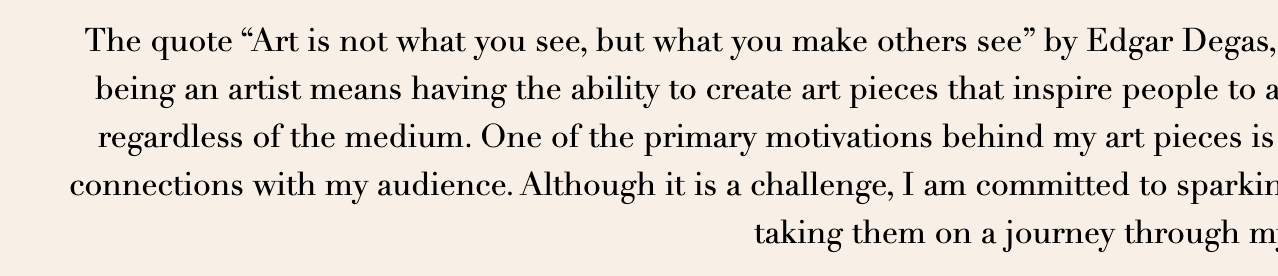 The quote “Art is not what you see, but what you make others see” by Edgar Degas,
being an artist means having the ability to create art pieces that inspire people to
regardless of the medium. One of the primary motivations behind my art pieces is
connections with my audience. Although it is a challenge, I am committed to
taking them on a journey through